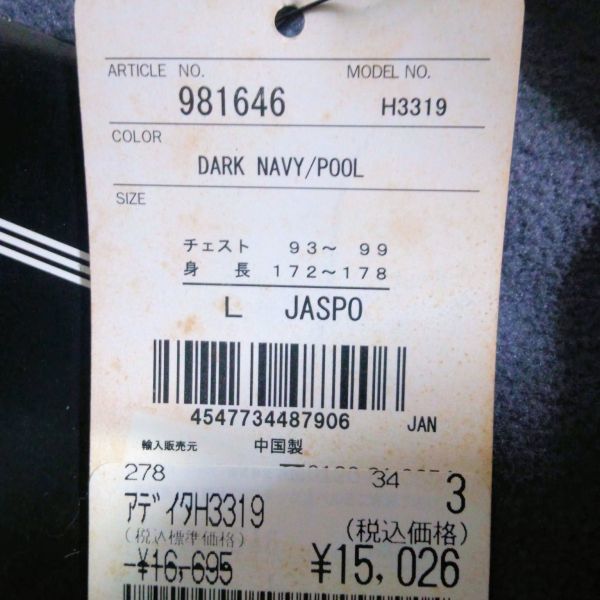 ARTICLE NO. MODEL NO.
981646 H3319
COLOR
DARK NAVY/POOL
SIZE
チェスト 93~ 99
身 長 172~178
L JASPO
4547734487906 JAN
輸入販売元 中国製
278 34 3
アデイダH3319
(税込標準価格) (税込価格)
¥16,695 ¥15,026